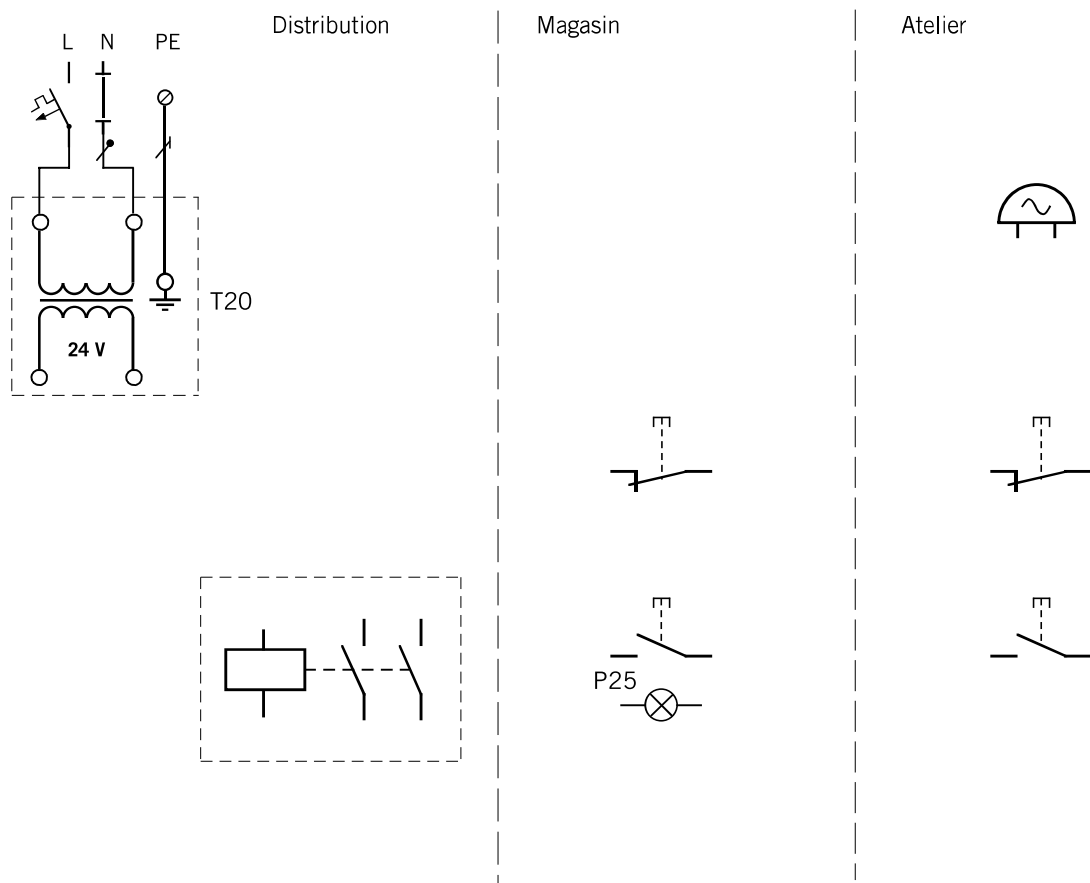 Distribution
Magasin
Atelier
L N PE
T20
24 V
P25